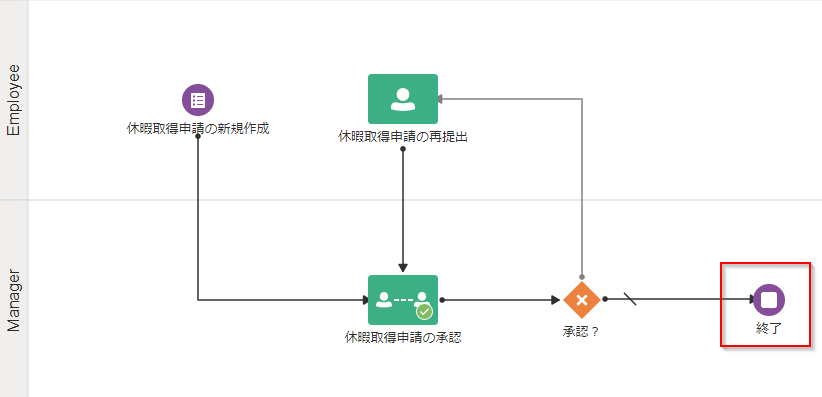 Employee
休暇取得申請の新規作成
休暇取得申請の再提出
Manager
休暇取得申請の承認
承認？
終了